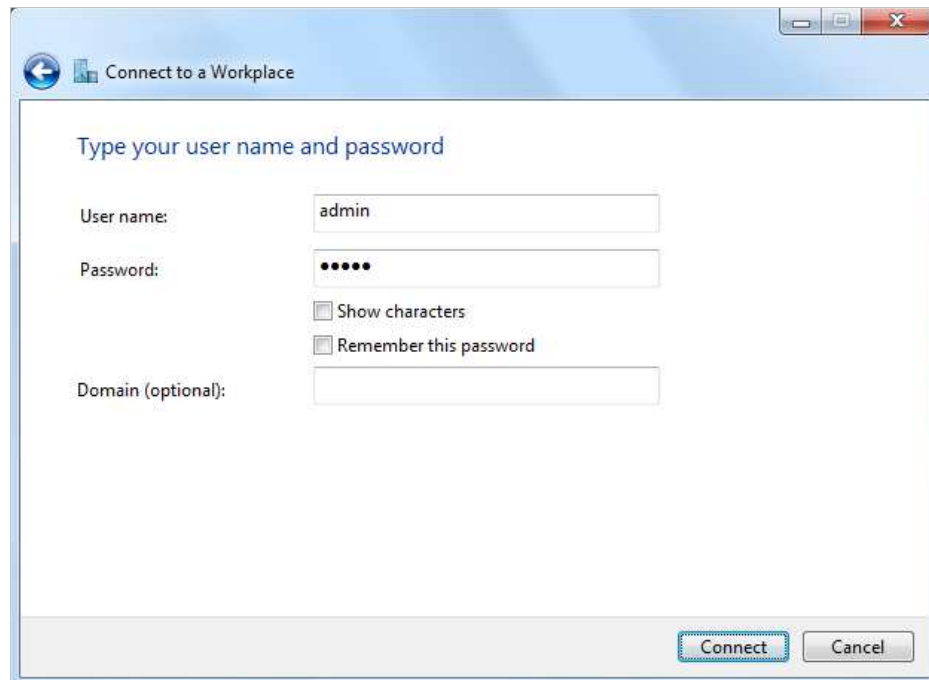 Connect to a Workplace
Type your user name and password
User name: admin
Password: •••••
Show characters
Remember this password
Domain (optional):
Connect Cancel